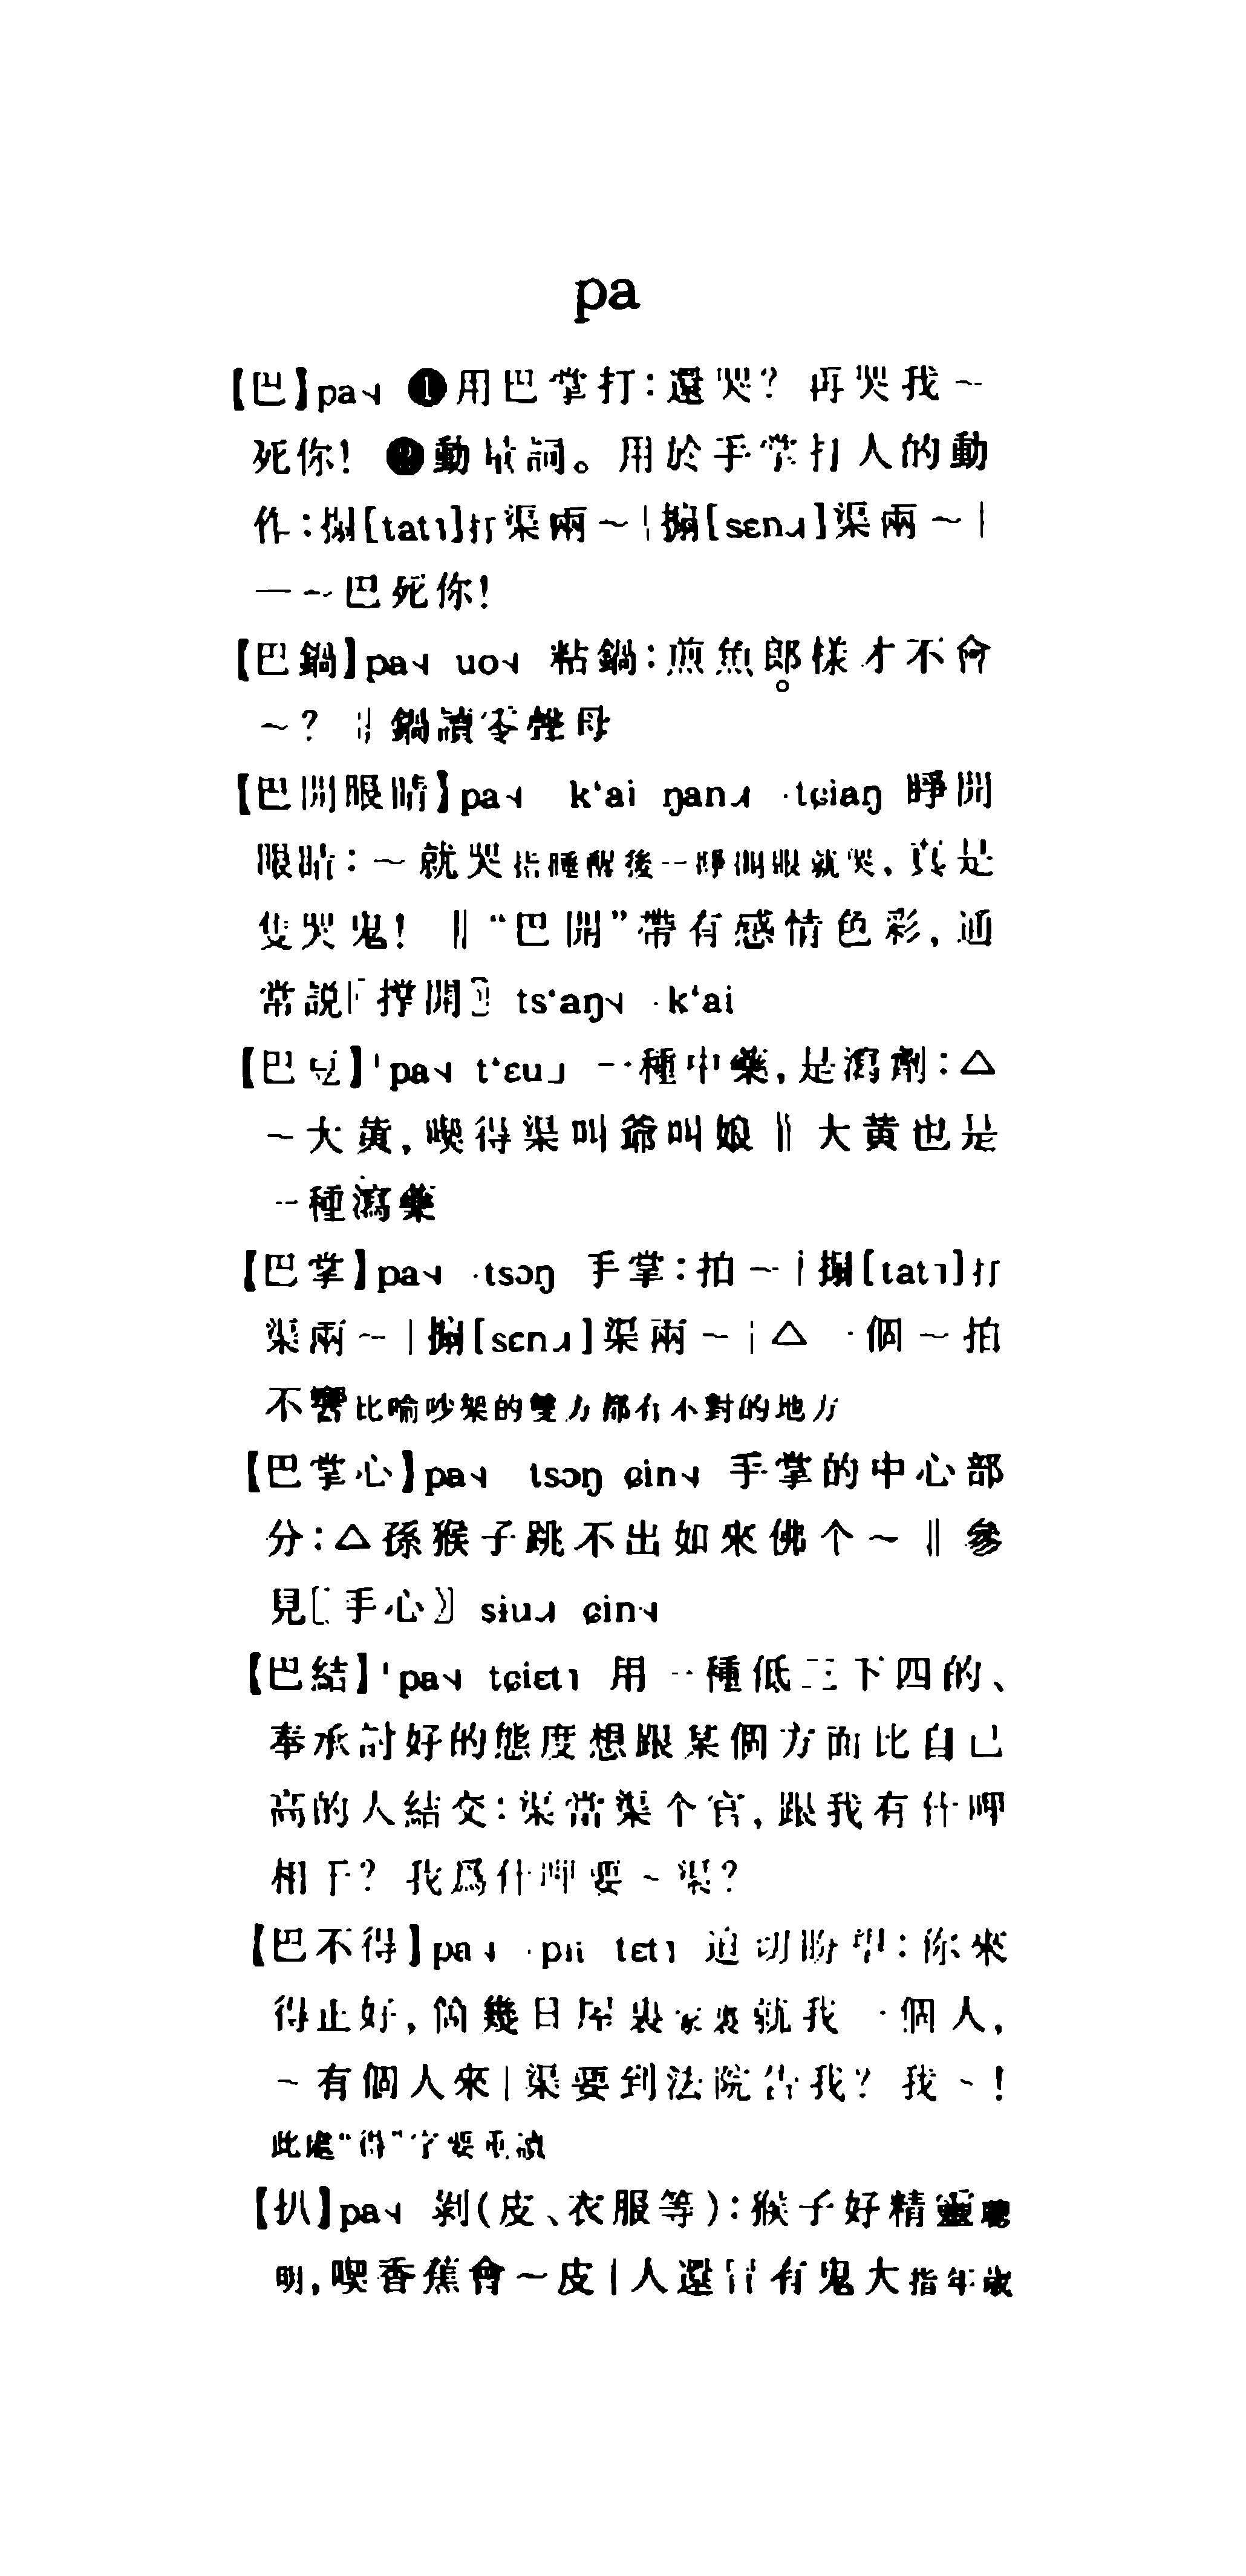 pa
【巴】pa˧ ❶用巴掌打：還哭？ 再哭我～
死你！ ❷動量詞。用於手掌打人的動
作：摑[tat˥]打渠兩～｜搧[sɛn˩]渠兩～｜
一～巴死你！
【巴鍋】pa˧ uo˧ 粘鍋：煎魚郎樣才不會
～？ ‖鍋讀零聲母
【巴開眼睛】pa˧ k‘ai ŋan˩ ·tɕiaŋ 睜開
眼睛：～就哭指睡醒後一睜開眼就哭，真是
隻哭鬼！ ‖“巴開”帶有感情色彩，通
常說〖撑開〗 ts‘aŋ˧ ·k‘ai
【巴豆】'pa˧ t‘ɛu˩ 一種中藥，是瀉劑：△
～大黃，喫得渠叫爺叫娘‖大黃也是
一種瀉藥
【巴掌】pa˧ ·tsɔŋ 手掌：拍～｜摑[tat˥]打
渠兩～｜搧[sɛn˩]渠兩～｜△一個～拍
不響比喻吵架的雙方都有不對的地方
【巴掌心】pa˧ tsɔŋ ɕin˧ 手掌的中心部
分：△孫猴子跳不出如來佛个～‖參
見〖手心〗 siu˩ ɕin˧
【巴結】'pa˧ tɕiɛt˥ 用一種低三下四的、
奉承討好的態度想跟某個方面比自己
高的人結交：渠當渠个官，跟我有什呷
相干？ 我爲什呷要～渠？
【巴不得】pa˧ ·pɨ tɛt˥ 迫切盼望：你來
得正好，箇幾日屋裏家裏就我一個人，
～有個人來｜渠要到法院告我？ 我～！
此處“得”字要重讀
【扒】pa˧ 剥（皮、衣服等）：猴子好精靈聰
明，喫香蕉會～皮｜人還冇有鬼大指年歲